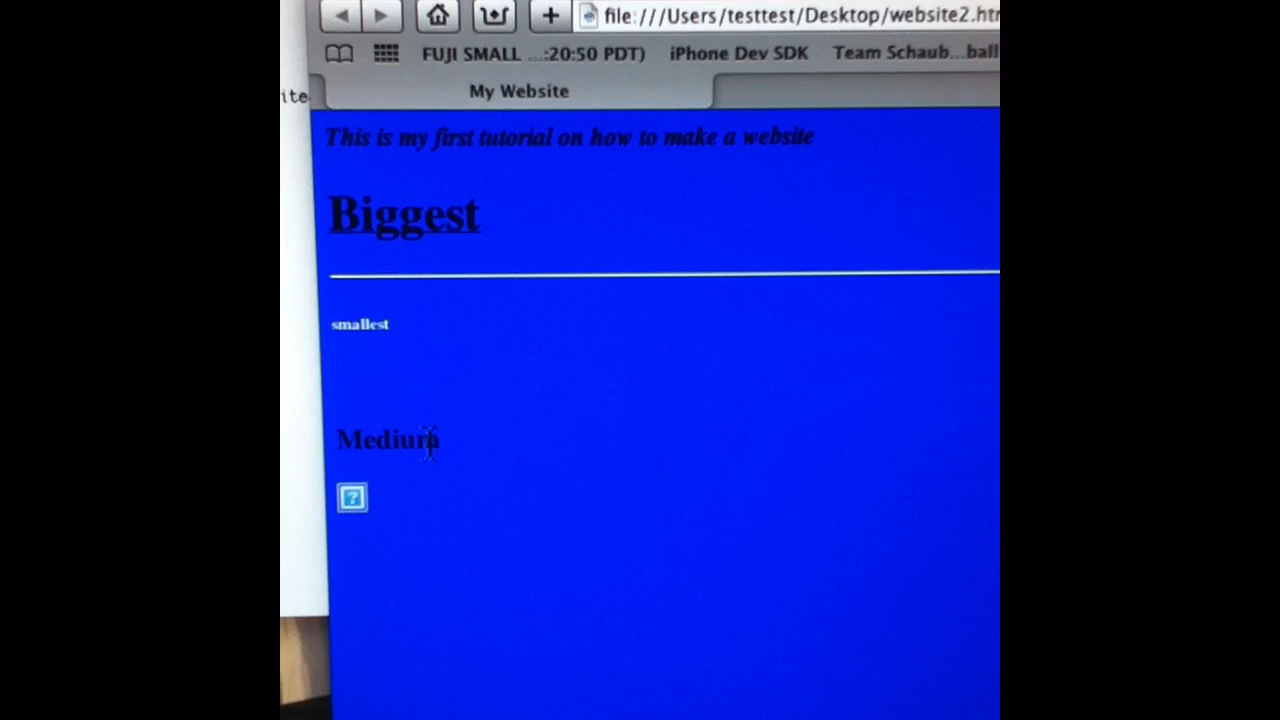 file:///Users/testtest/Desktop/website2.htm
FUJI SMALL ...:20:50 PDT)
iPhone Dev SDK
Team Schaub...ball
ite
My Website
This is my first tutorial on how to make a website
Biggest
smallest
Medium
?